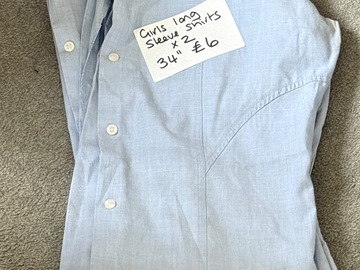 Girls long
sleeve shirts
x 2
34" £6